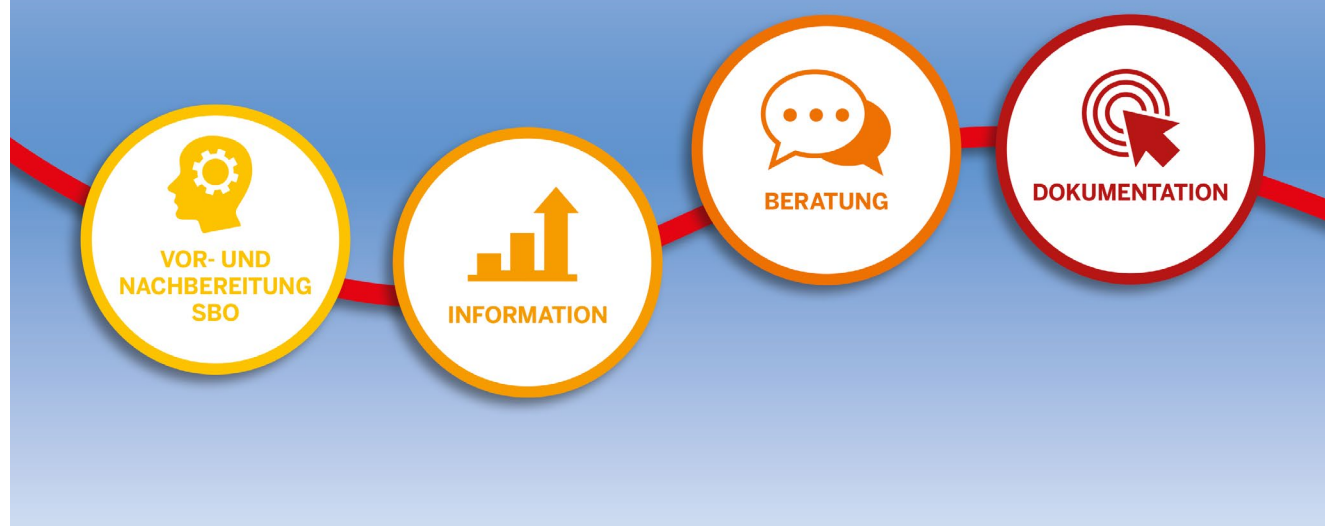 VOR- UND
NACHBEREITUNG
SBO
INFORMATION
BERATUNG
DOKUMENTATION